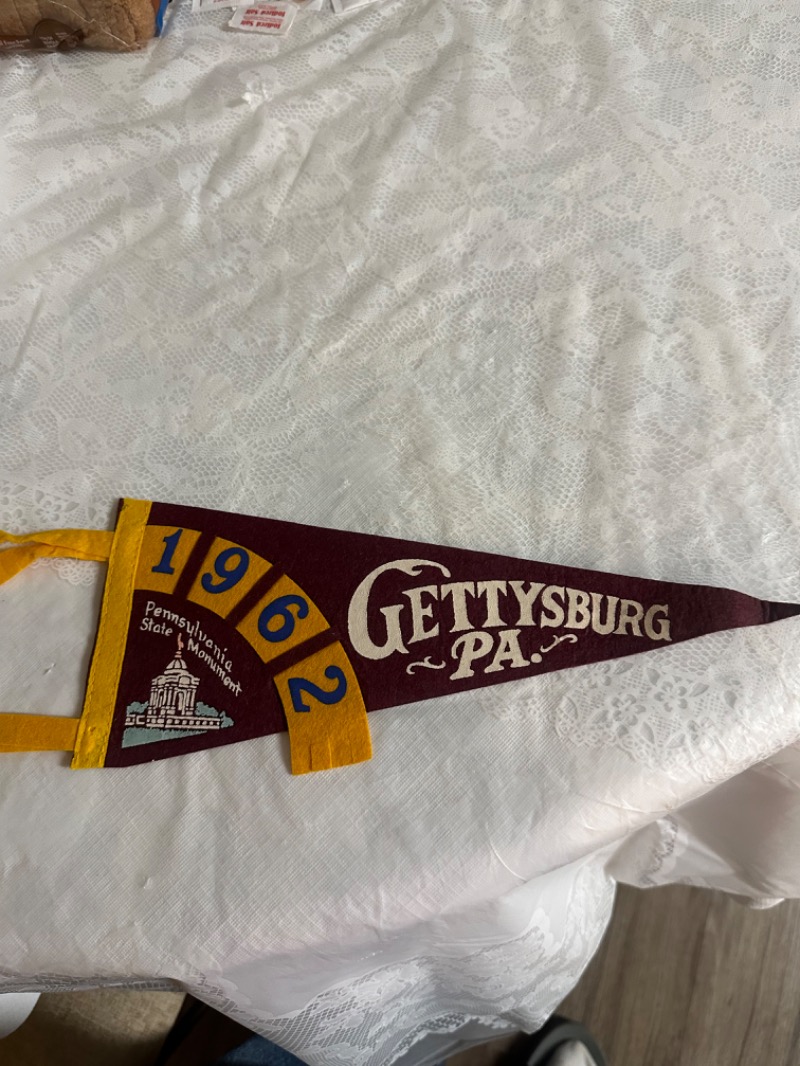 1962
Pennsylvania
State Monument
GETTYSBURG
PA.